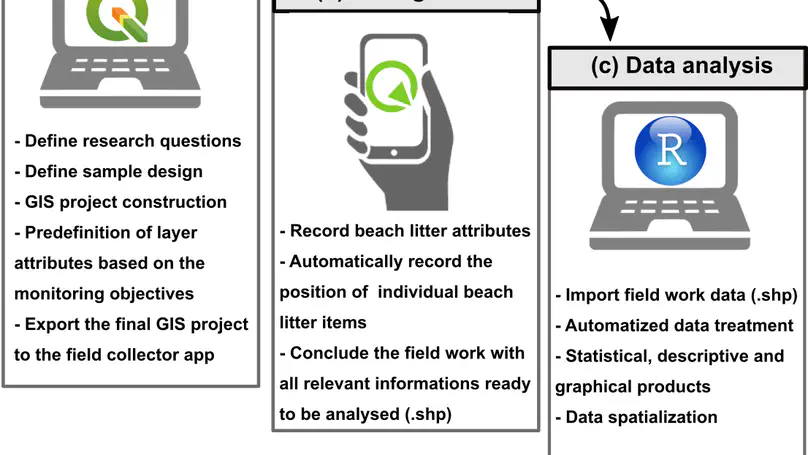 - Define research questions
- Define sample design
- GIS project construction
- Predefinition of layer
attributes based on the
monitoring objectives
- Export the final GIS project
to the field collector app
- Record beach litter attributes
- Automatically record the
position of  individual beach
litter items
- Conclude the field work with
all relevant informations ready
to be analysed (.shp)
(c) Data analysis
R
- Import field work data (.shp)
- Automatized data treatment
- Statistical, descriptive and
graphical products
- Data spatialization